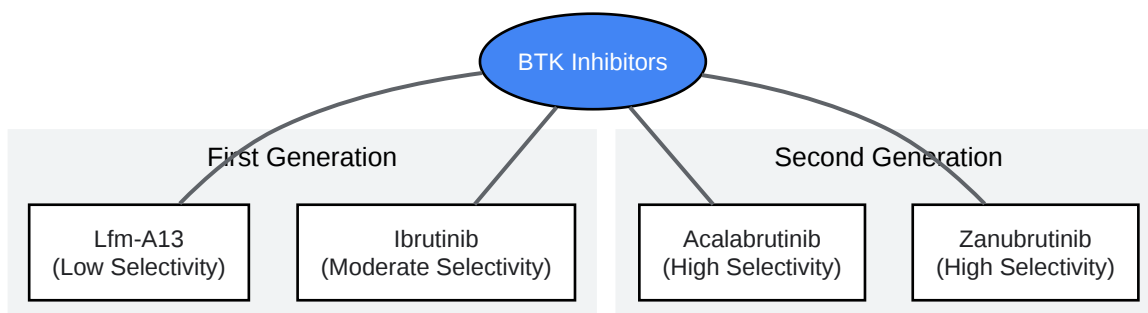 BTK Inhibitors
First Generation
Second Generation
Lfm-A13
(Low Selectivity)
Ibrutinib
(Moderate Selectivity)
Acalabrutinib
(High Selectivity)
Zanubrutinib
(High Selectivity)